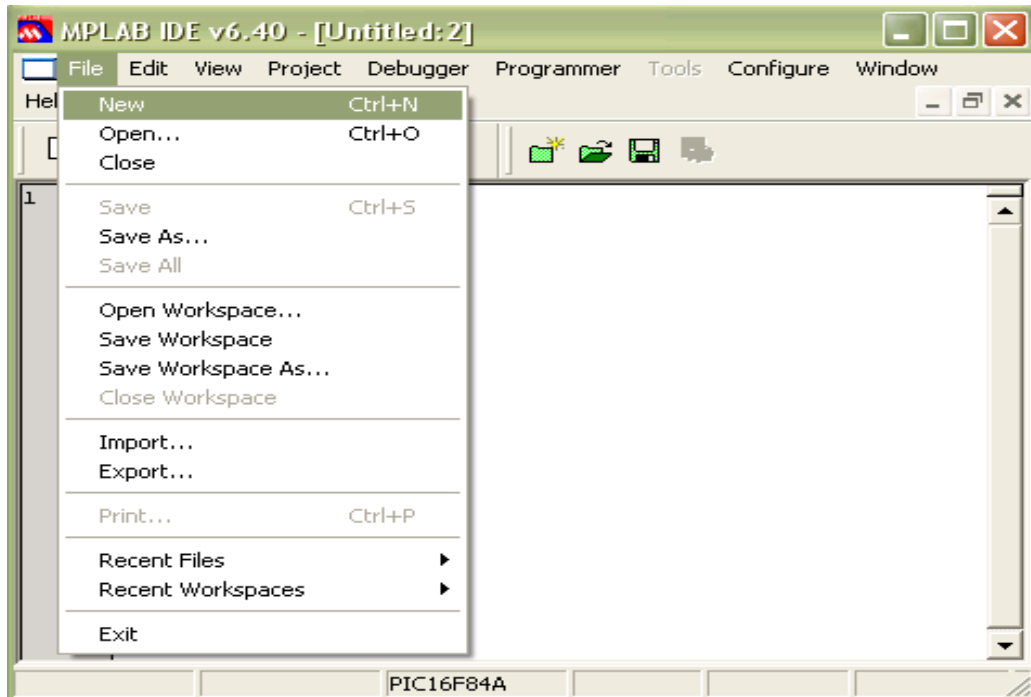 MPLAB IDE v6.40 - [Untitled:2]
File Edit View Project Debugger Programmer Tools Configure Window
Hel
New Ctrl+N
Open... Ctrl+O
Close
Save Ctrl+S
Save As...
Save All
Open Workspace...
Save Workspace
Save Workspace As...
Close Workspace
Import...
Export...
Print... Ctrl+P
Recent Files
Recent Workspaces
Exit
1
PIC16F84A